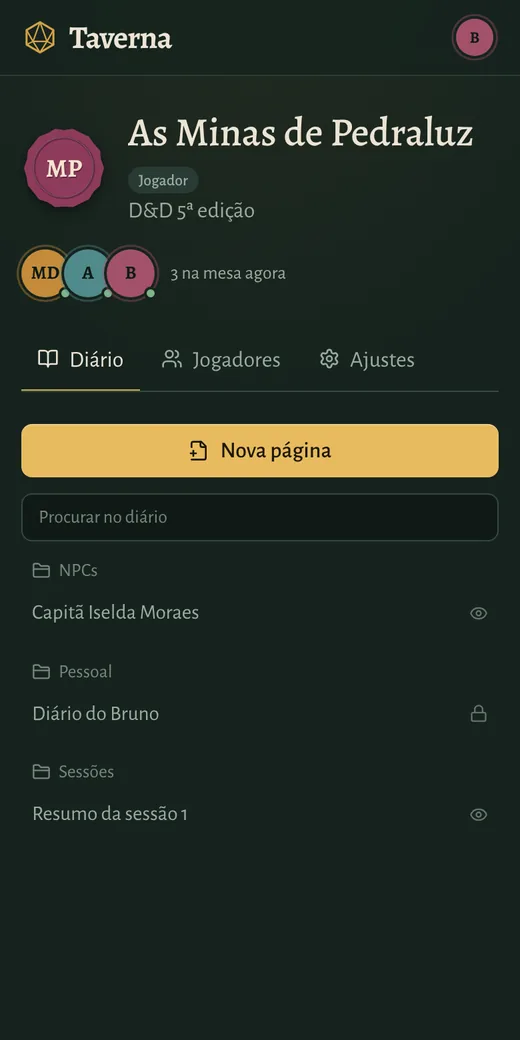 Taverna
B
As Minas de Pedraluz
MP
Jogador
D&D 5ª edição
MD A B 3 na mesa agora
Diário Jogadores Ajustes
Nova página
Procurar no diário
NPCs
Capitã Iselda Moraes
Pessoal
Diário do Bruno
Sessões
Resumo da sessão 1